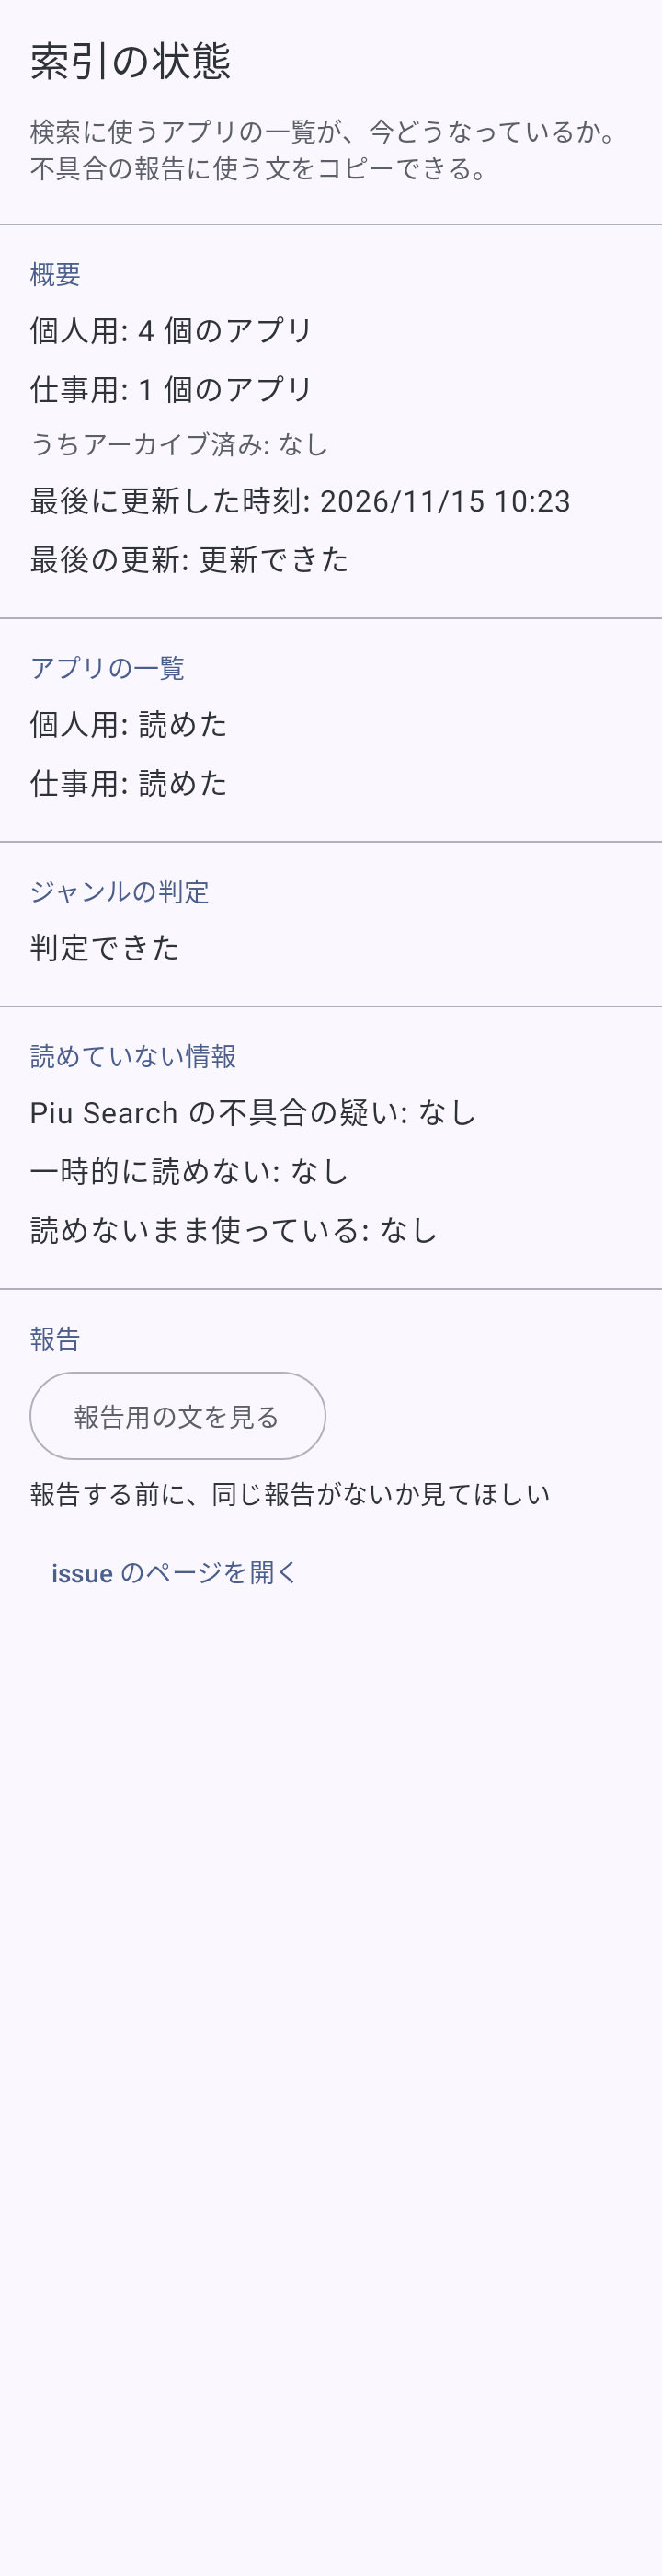 索引の状態
検索に使うアプリの一覧が、今どうなっているか。
不具合の報告に使う文をコピーできる。
概要
個人用: 4 個のアプリ
仕事用: 1 個のアプリ
うちアーカイブ済み: なし
最後に更新した時刻: 2026/11/15 10:23
最後の更新: 更新できた
アプリの一覧
個人用: 読めた
仕事用: 読めた
ジャンルの判定
判定できた
読めていない情報
Piu Search の不具合の疑い: なし
一時的に読めない: なし
読めないまま使っている: なし
報告
報告用の文を見る
報告する前に、同じ報告がないか見てほしい
issue のページを開く